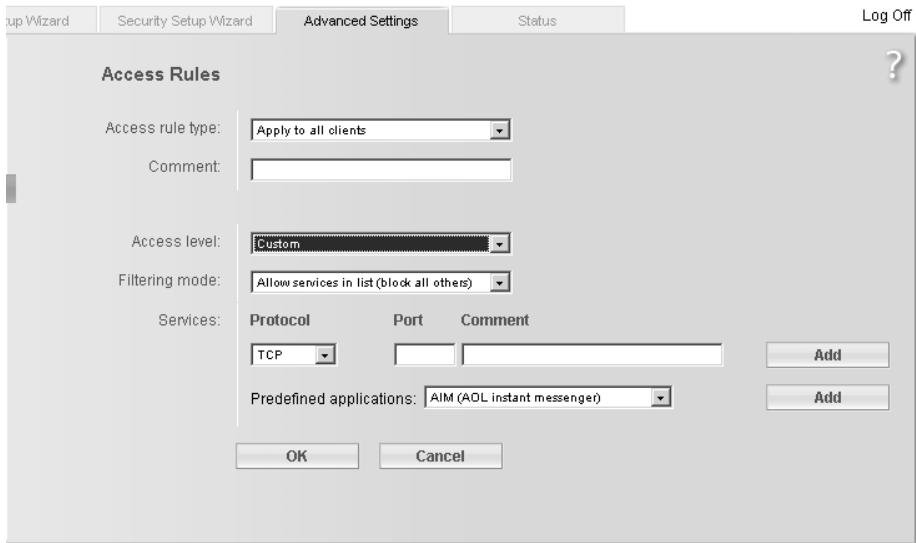 tup Wizard Security Setup Wizard Advanced Settings Status Log Off
Access Rules ?
Access rule type: Apply to all clients
Comment:
Access level: Custom
Filtering mode: Allow services in list (block all others)
Services: Protocol Port Comment
TCP Add
Predefined applications: AIM (AOL instant messenger) Add
OK Cancel